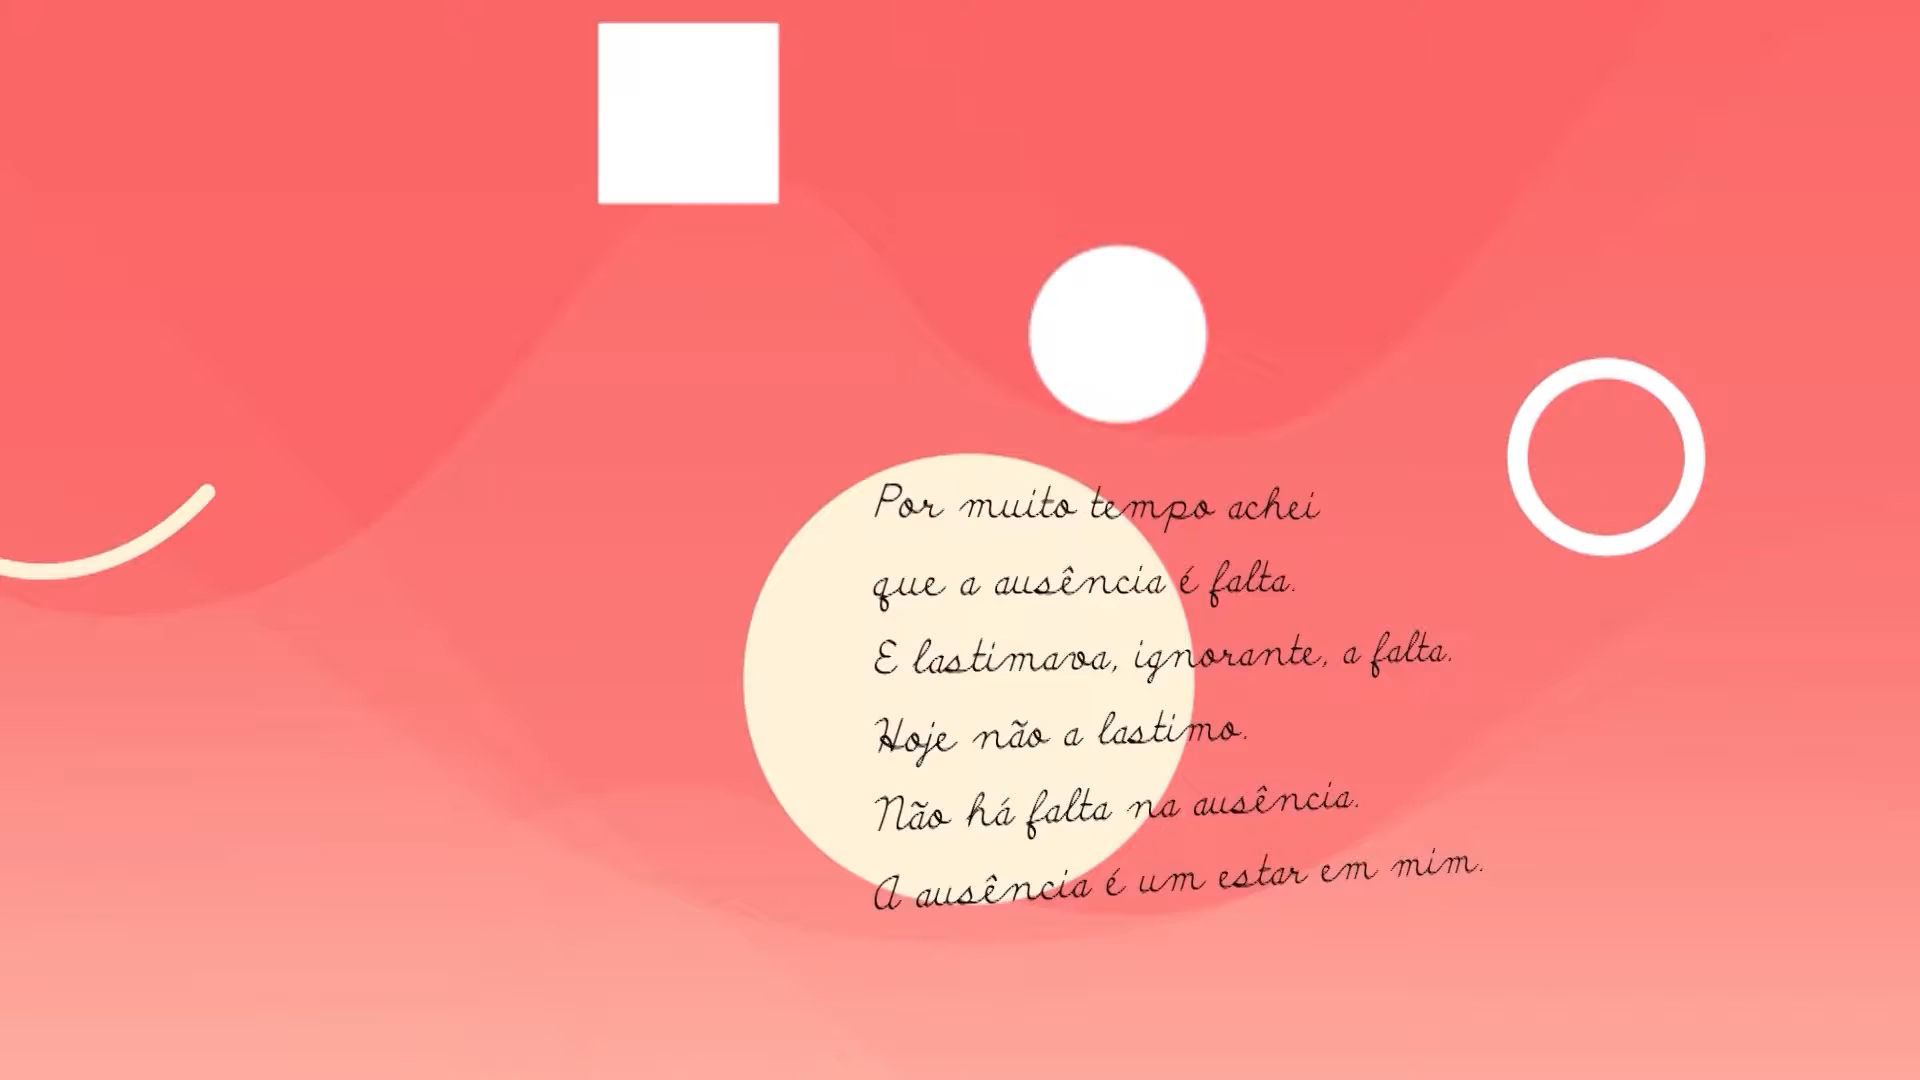 Por muito tempo achei
que a ausência é falta.
E lastimava, ignorante, a falta.
Hoje não a lastimo.
Não há falta na ausência.
A ausência é um estar em mim.